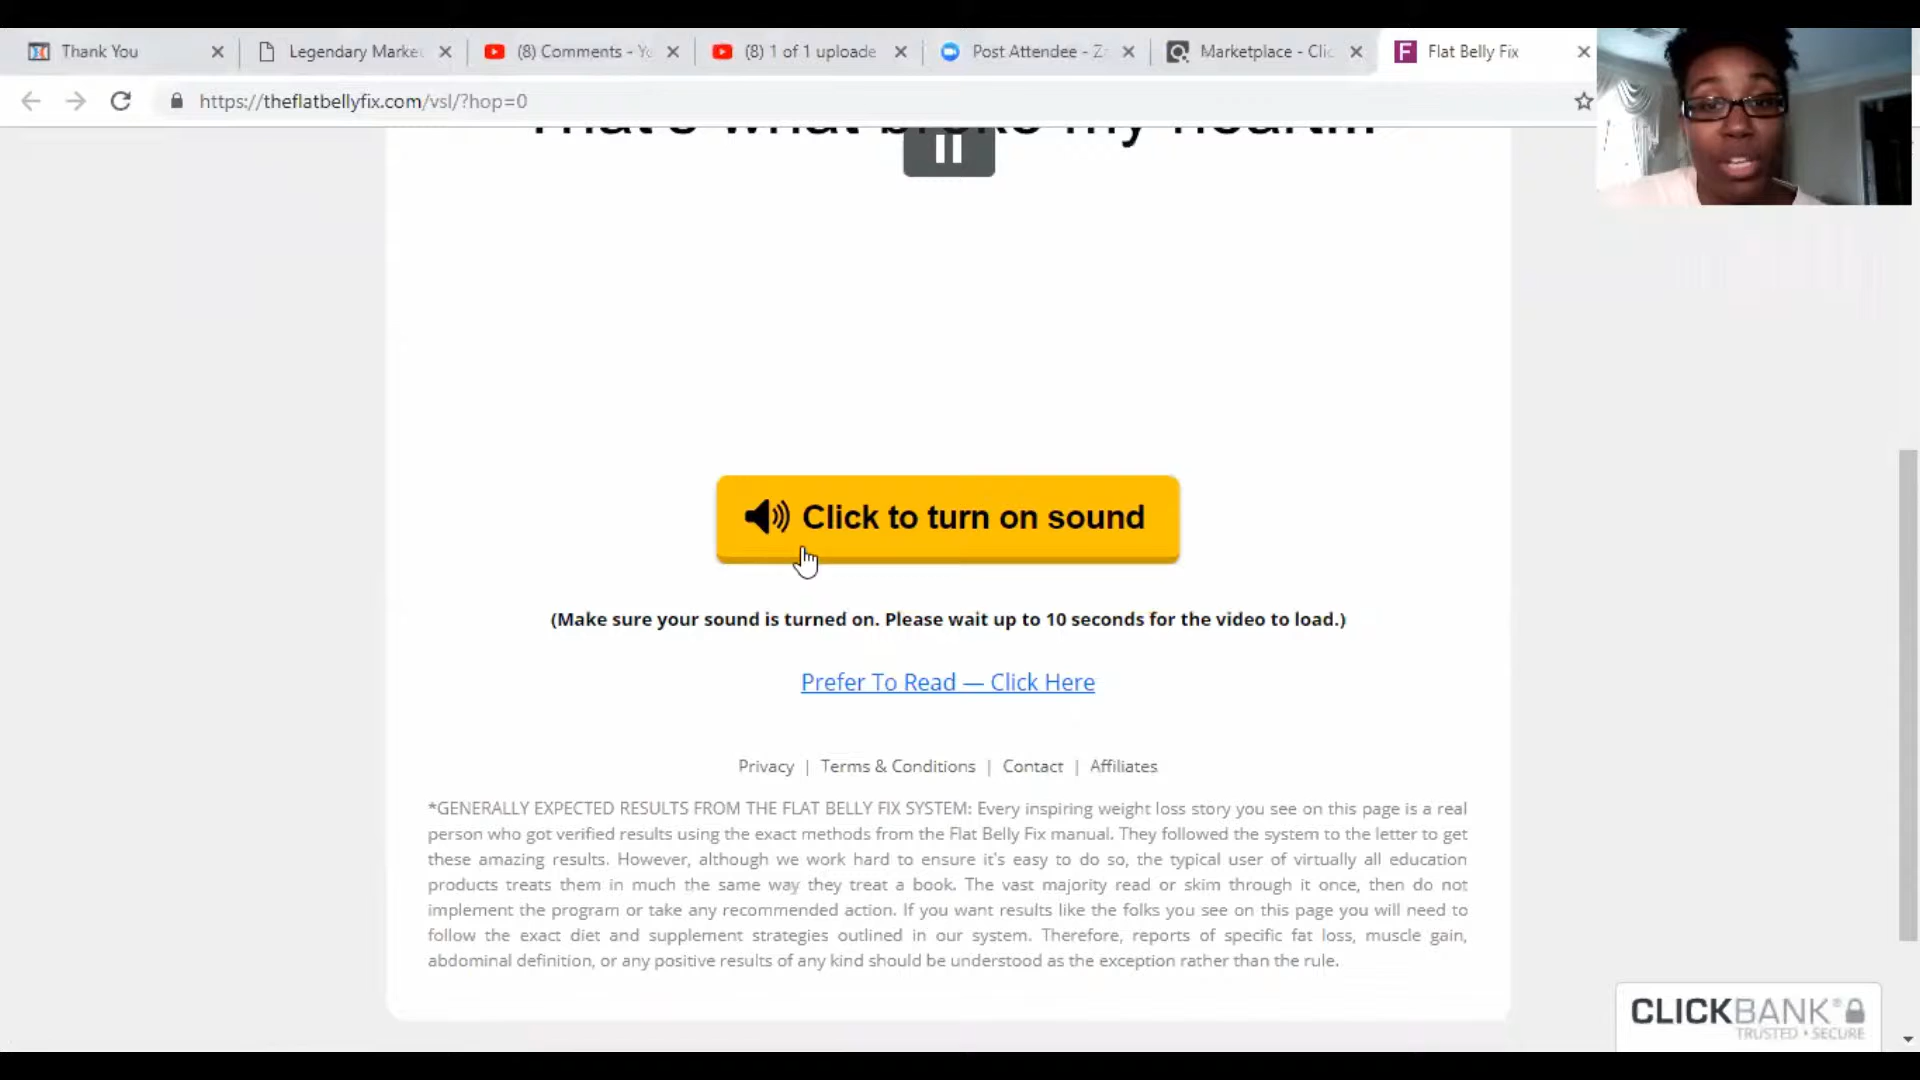 Thank You
Legendary Marke
(8) Comments - Yo
(8) 1 of 1 uploade
Post Attendee - Z
Marketplace - Clic
Flat Belly Fix
https://theflatbellyfix.com/vsl/?hop=0
That's what broke my heart...
Click to turn on sound
(Make sure your sound is turned on. Please wait up to 10 seconds for the video to load.)
Prefer To Read — Click Here
Privacy | Terms & Conditions | Contact | Affiliates
*GENERALLY EXPECTED RESULTS FROM THE FLAT BELLY FIX SYSTEM: Every inspiring weight loss story you see on this page is a real
person who got verified results using the exact methods from the Flat Belly Fix manual. They followed the system to the letter to get
these amazing results. However, although we work hard to ensure it's easy to do so, the typical user of virtually all education
products treats them in much the same way they treat a book. The vast majority read or skim through it once, then do not
implement the program or take any recommended action. If you want results like the folks you see on this page you will need to
follow the exact diet and supplement strategies outlined in our system. Therefore, reports of specific fat loss, muscle gain,
abdominal definition, or any positive results of any kind should be understood as the exception rather than the rule.
CLICKBANK®
TRUSTED • SECURE